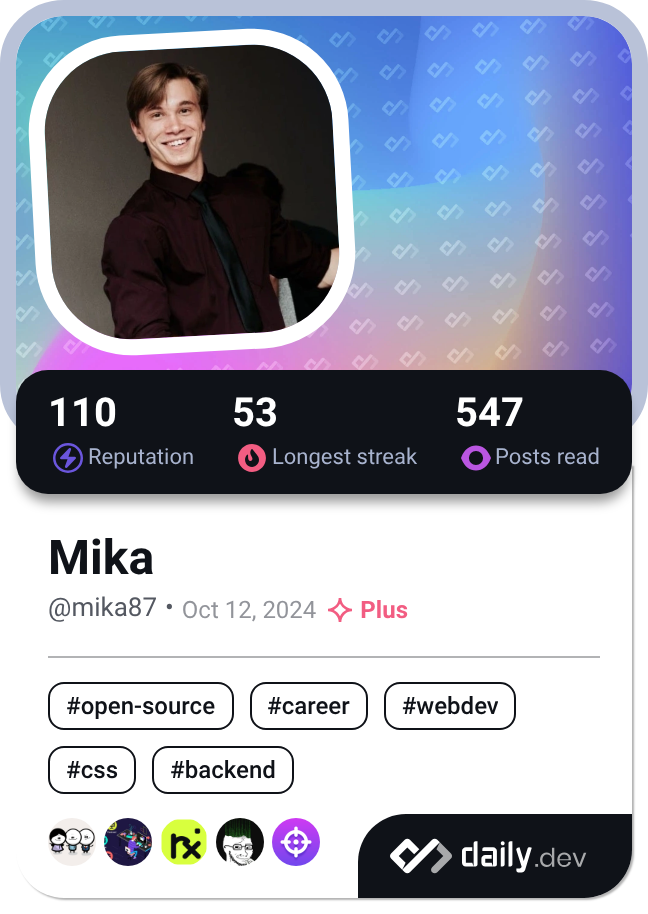 110 53 547
Reputation Longest streak Posts read
Mika
@mika87 • Oct 12, 2024 Plus
#open-source #career #webdev
#css #backend
rx
daily.dev